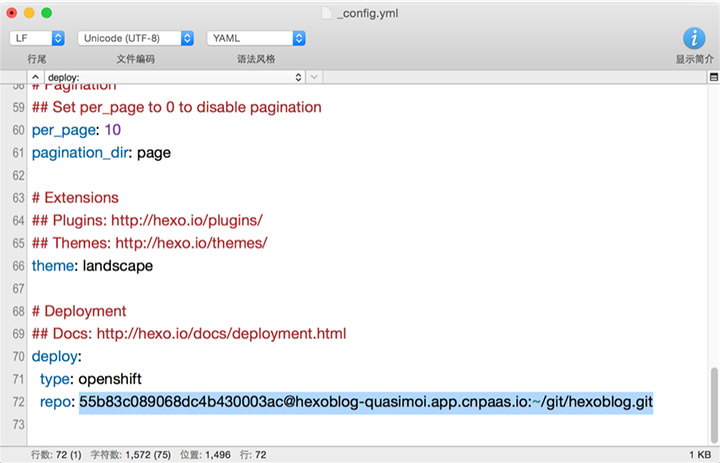 _config.yml
LF
Unicode (UTF-8)
YAML
行尾
文件编码
语法风格
显示简介
deploy:
58 # Pagination
59 ## Set per_page to 0 to disable pagination
60 per_page: 10
61 pagination_dir: page
62
63 # Extensions
64 ## Plugins: http://hexo.io/plugins/
65 ## Themes: http://hexo.io/themes/
66 theme: landscape
67
68 # Deployment
69 ## Docs: http://hexo.io/docs/deployment.html
70 deploy:
71 type: openshift
72 repo: 55b83c089068dc4b430003ac@hexoblog-quasimoi.app.cnpaas.io:~/git/hexoblog.git
73
行数: 72 (1) 字符数: 1,572 (75) 位置: 1,496 行: 72
1 KB